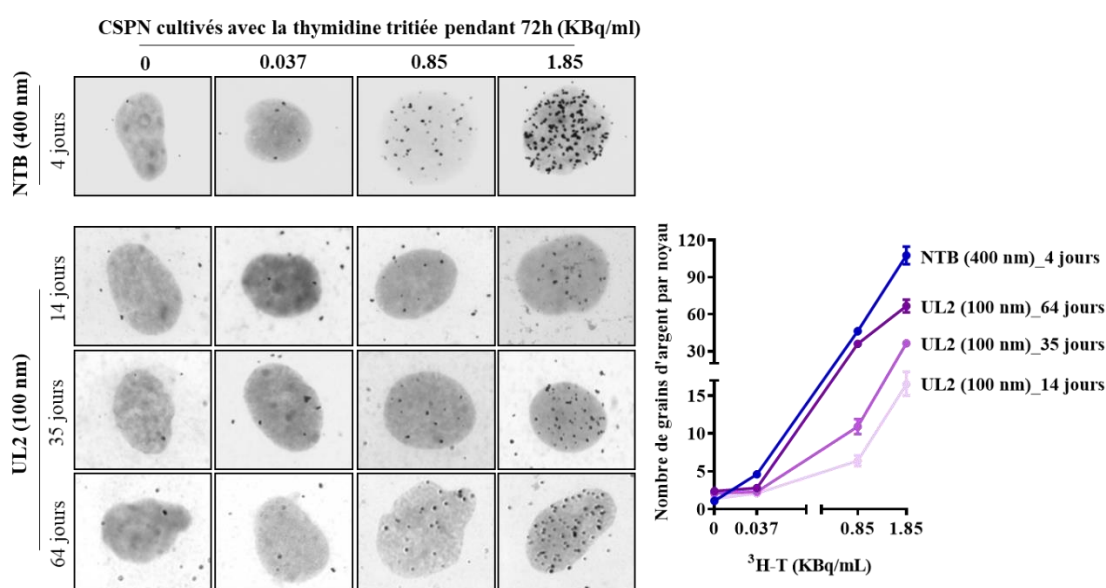 CSPN cultivés avec la thymidine tritiée pendant 72h (KBq/ml)
0 0.037 0.85 1.85
NTB (400 nm)
4 jours
UL2 (100 nm)
14 jours
35 jours
64 jours
Nombre de grains d'argent par noyau
120
90
60
30
15
10
5
0
NTB (400 nm)_4 jours
UL2 (100 nm)_64 jours
UL2 (100 nm)_35 jours
UL2 (100 nm)_14 jours
0 0.037 0.85 1.85
³H-T (KBq/mL)